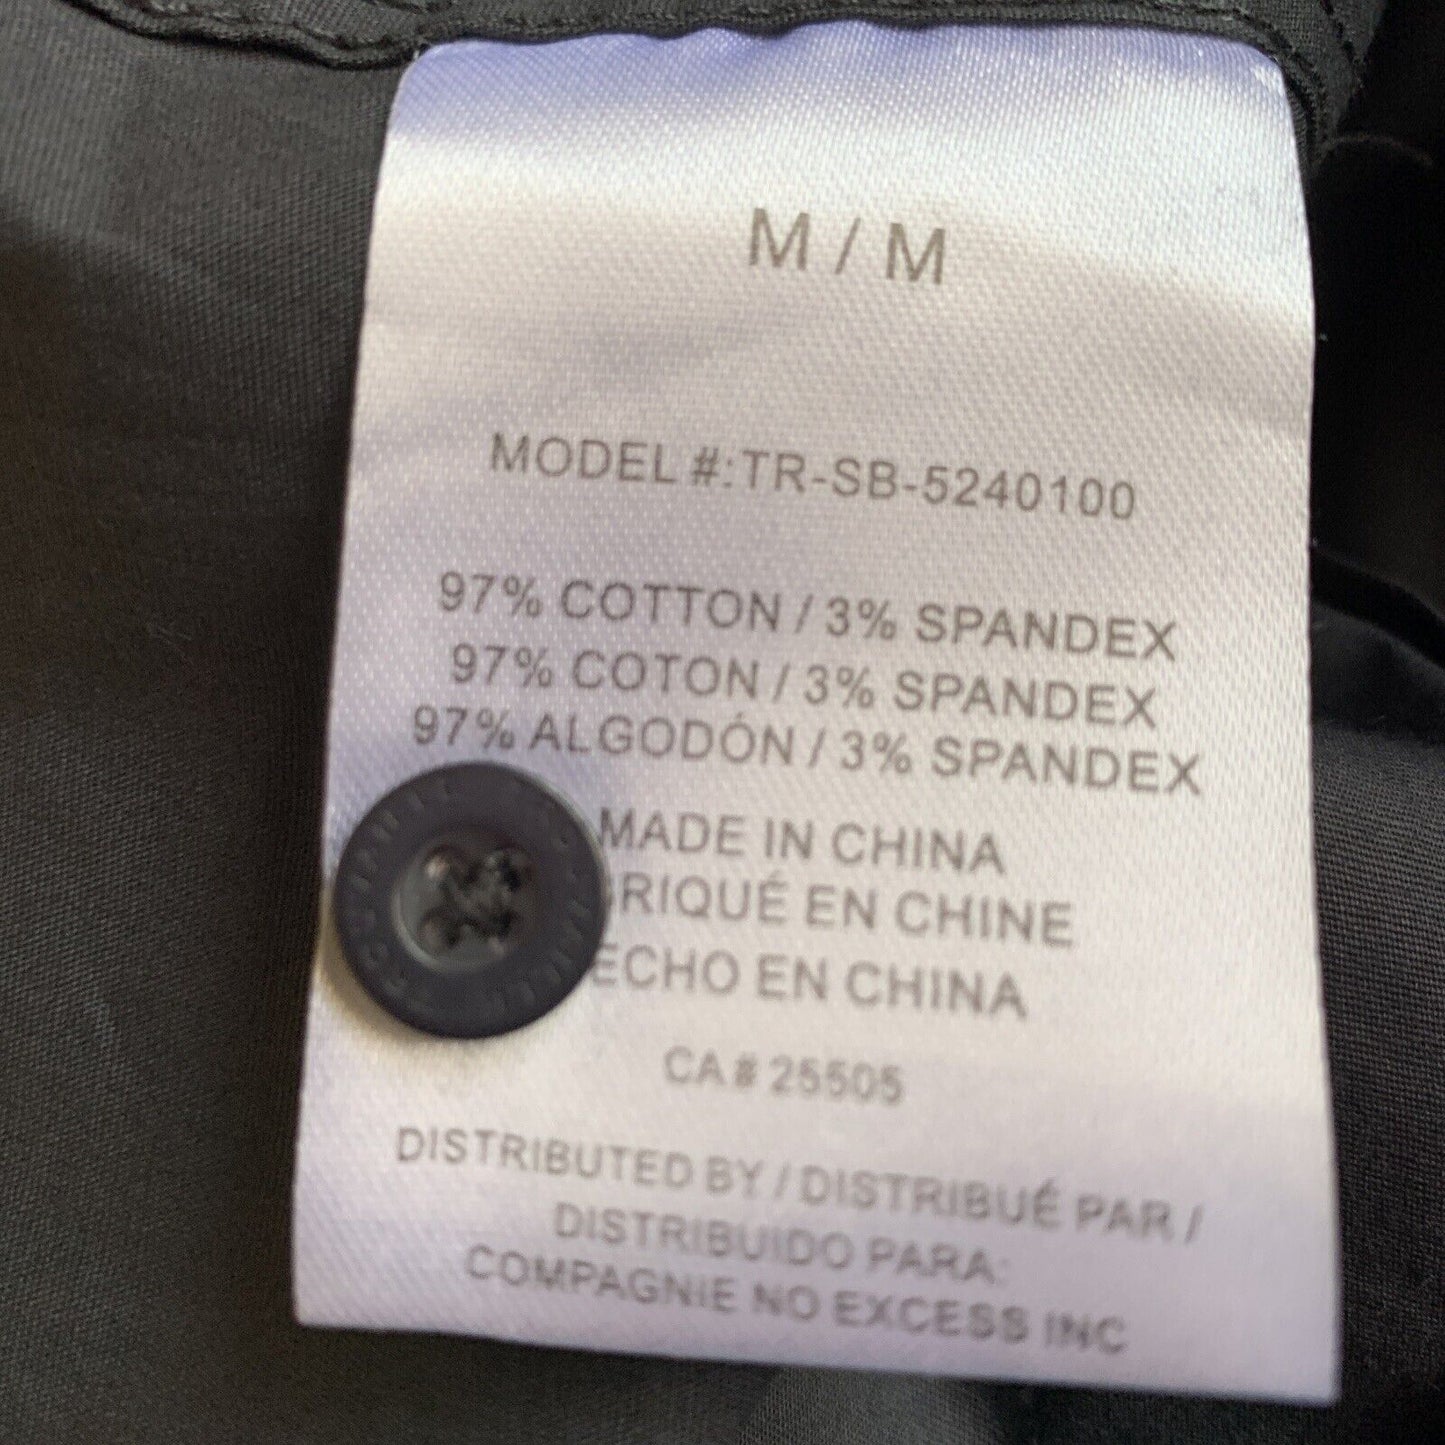 M / M
MODEL #:TR-SB-5240100
97% COTTON / 3% SPANDEX
97% COTON / 3% SPANDEX
97% ALGODÓN / 3% SPANDEX
MADE IN CHINA
RIQUÉ EN CHINE
ECHO EN CHINA
CA # 25505
DISTRIBUTED BY / DISTRIBUÉ PAR /
DISTRIBUIDO PARA:
COMPAGNIE NO EXCESS INC